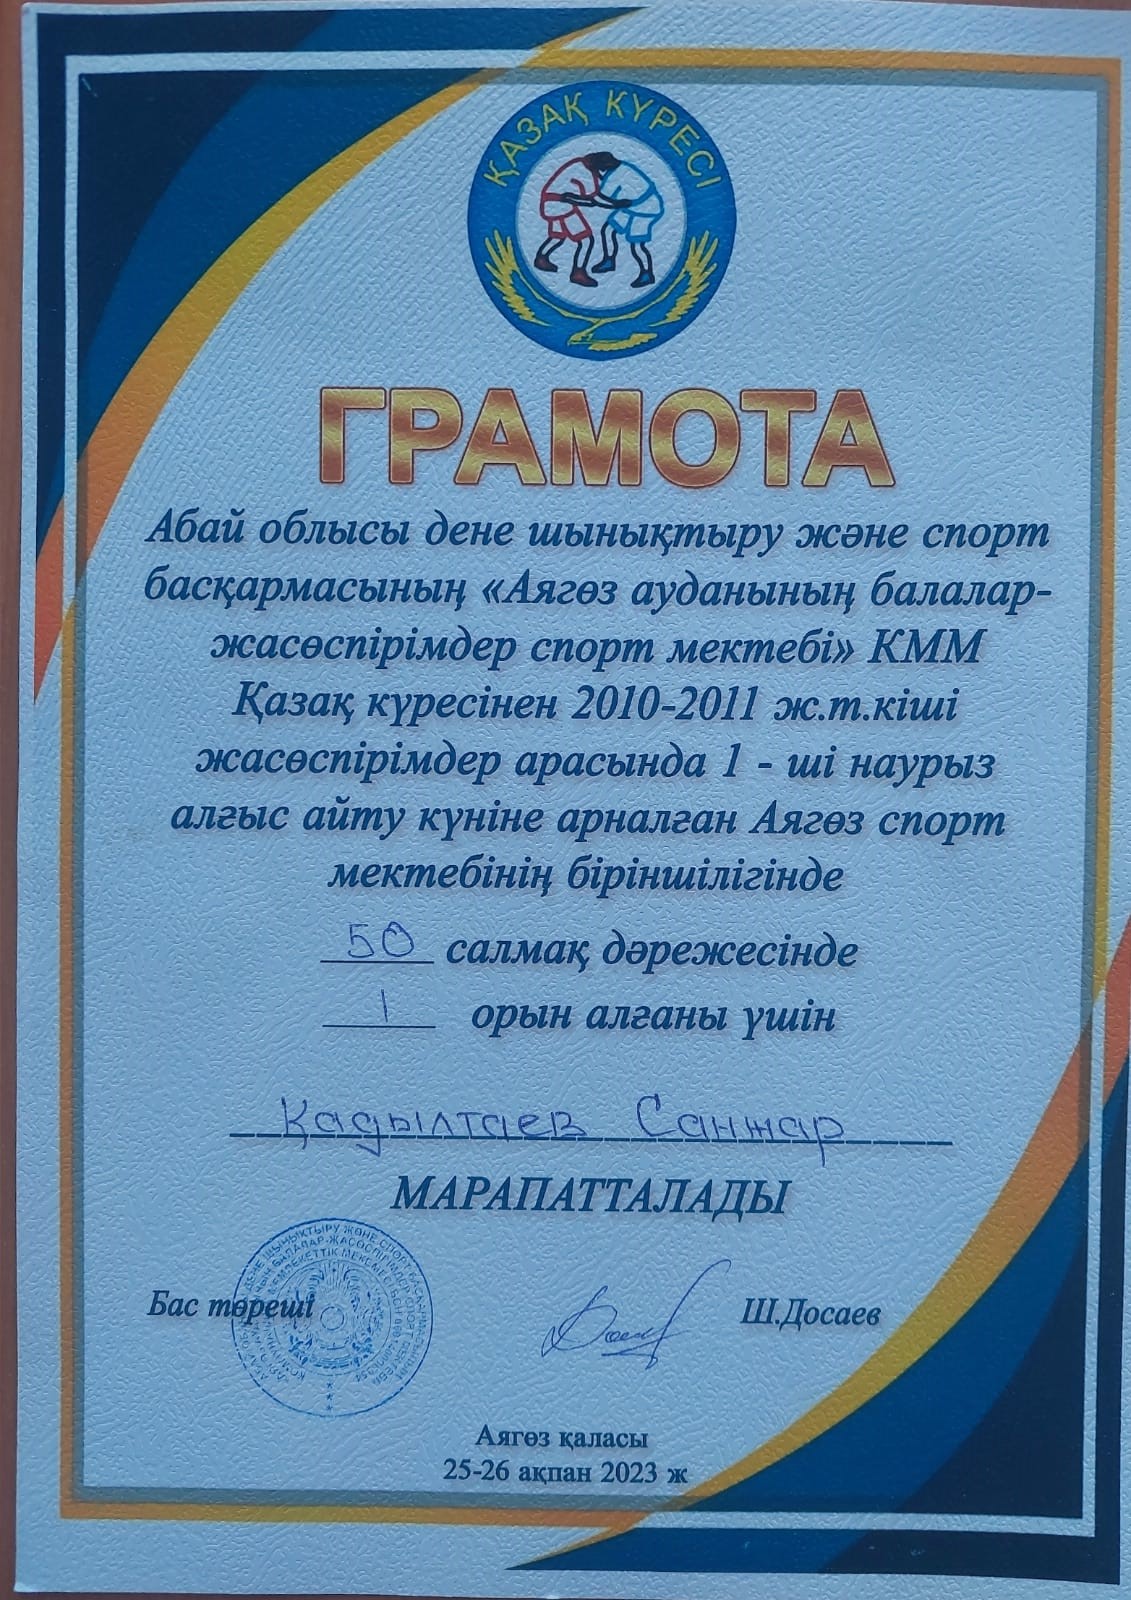 ҚАЗАҚ КҮРЕСІ
ГРАМОТА
Абай облысы дене шынықтыру және спорт
басқармасының «Аягөз ауданының балалар-
жасөспірімдер спорт мектебі» КММ
Қазақ күресінен 2010-2011 ж.т.кіші
жасөспірімдер арасында 1 - ші наурыз
алғыс айту күніне арналған Аягөз спорт
мектебінің біріншілігінде
50 салмақ дәрежесінде
1 орын алғаны үшін
Қадылтаев Санжар
МАРАПАТТАЛАДЫ
Бас төреші Ш.Досаев
Аягөз қаласы
25-26 ақпан 2023 ж